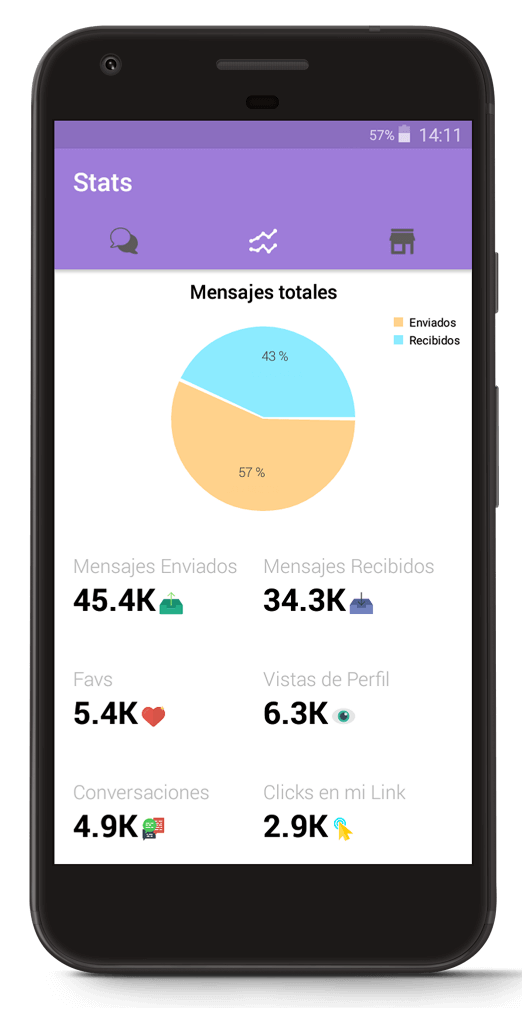 57% 14:11
Stats
Mensajes totales
Enviados
Recibidos
43 %
57 %
Mensajes Enviados Mensajes Recibidos
45.4K 34.3K
Favs Vistas de Perfil
5.4K 6.3K
Conversaciones Clicks en mi Link
4.9K 2.9K